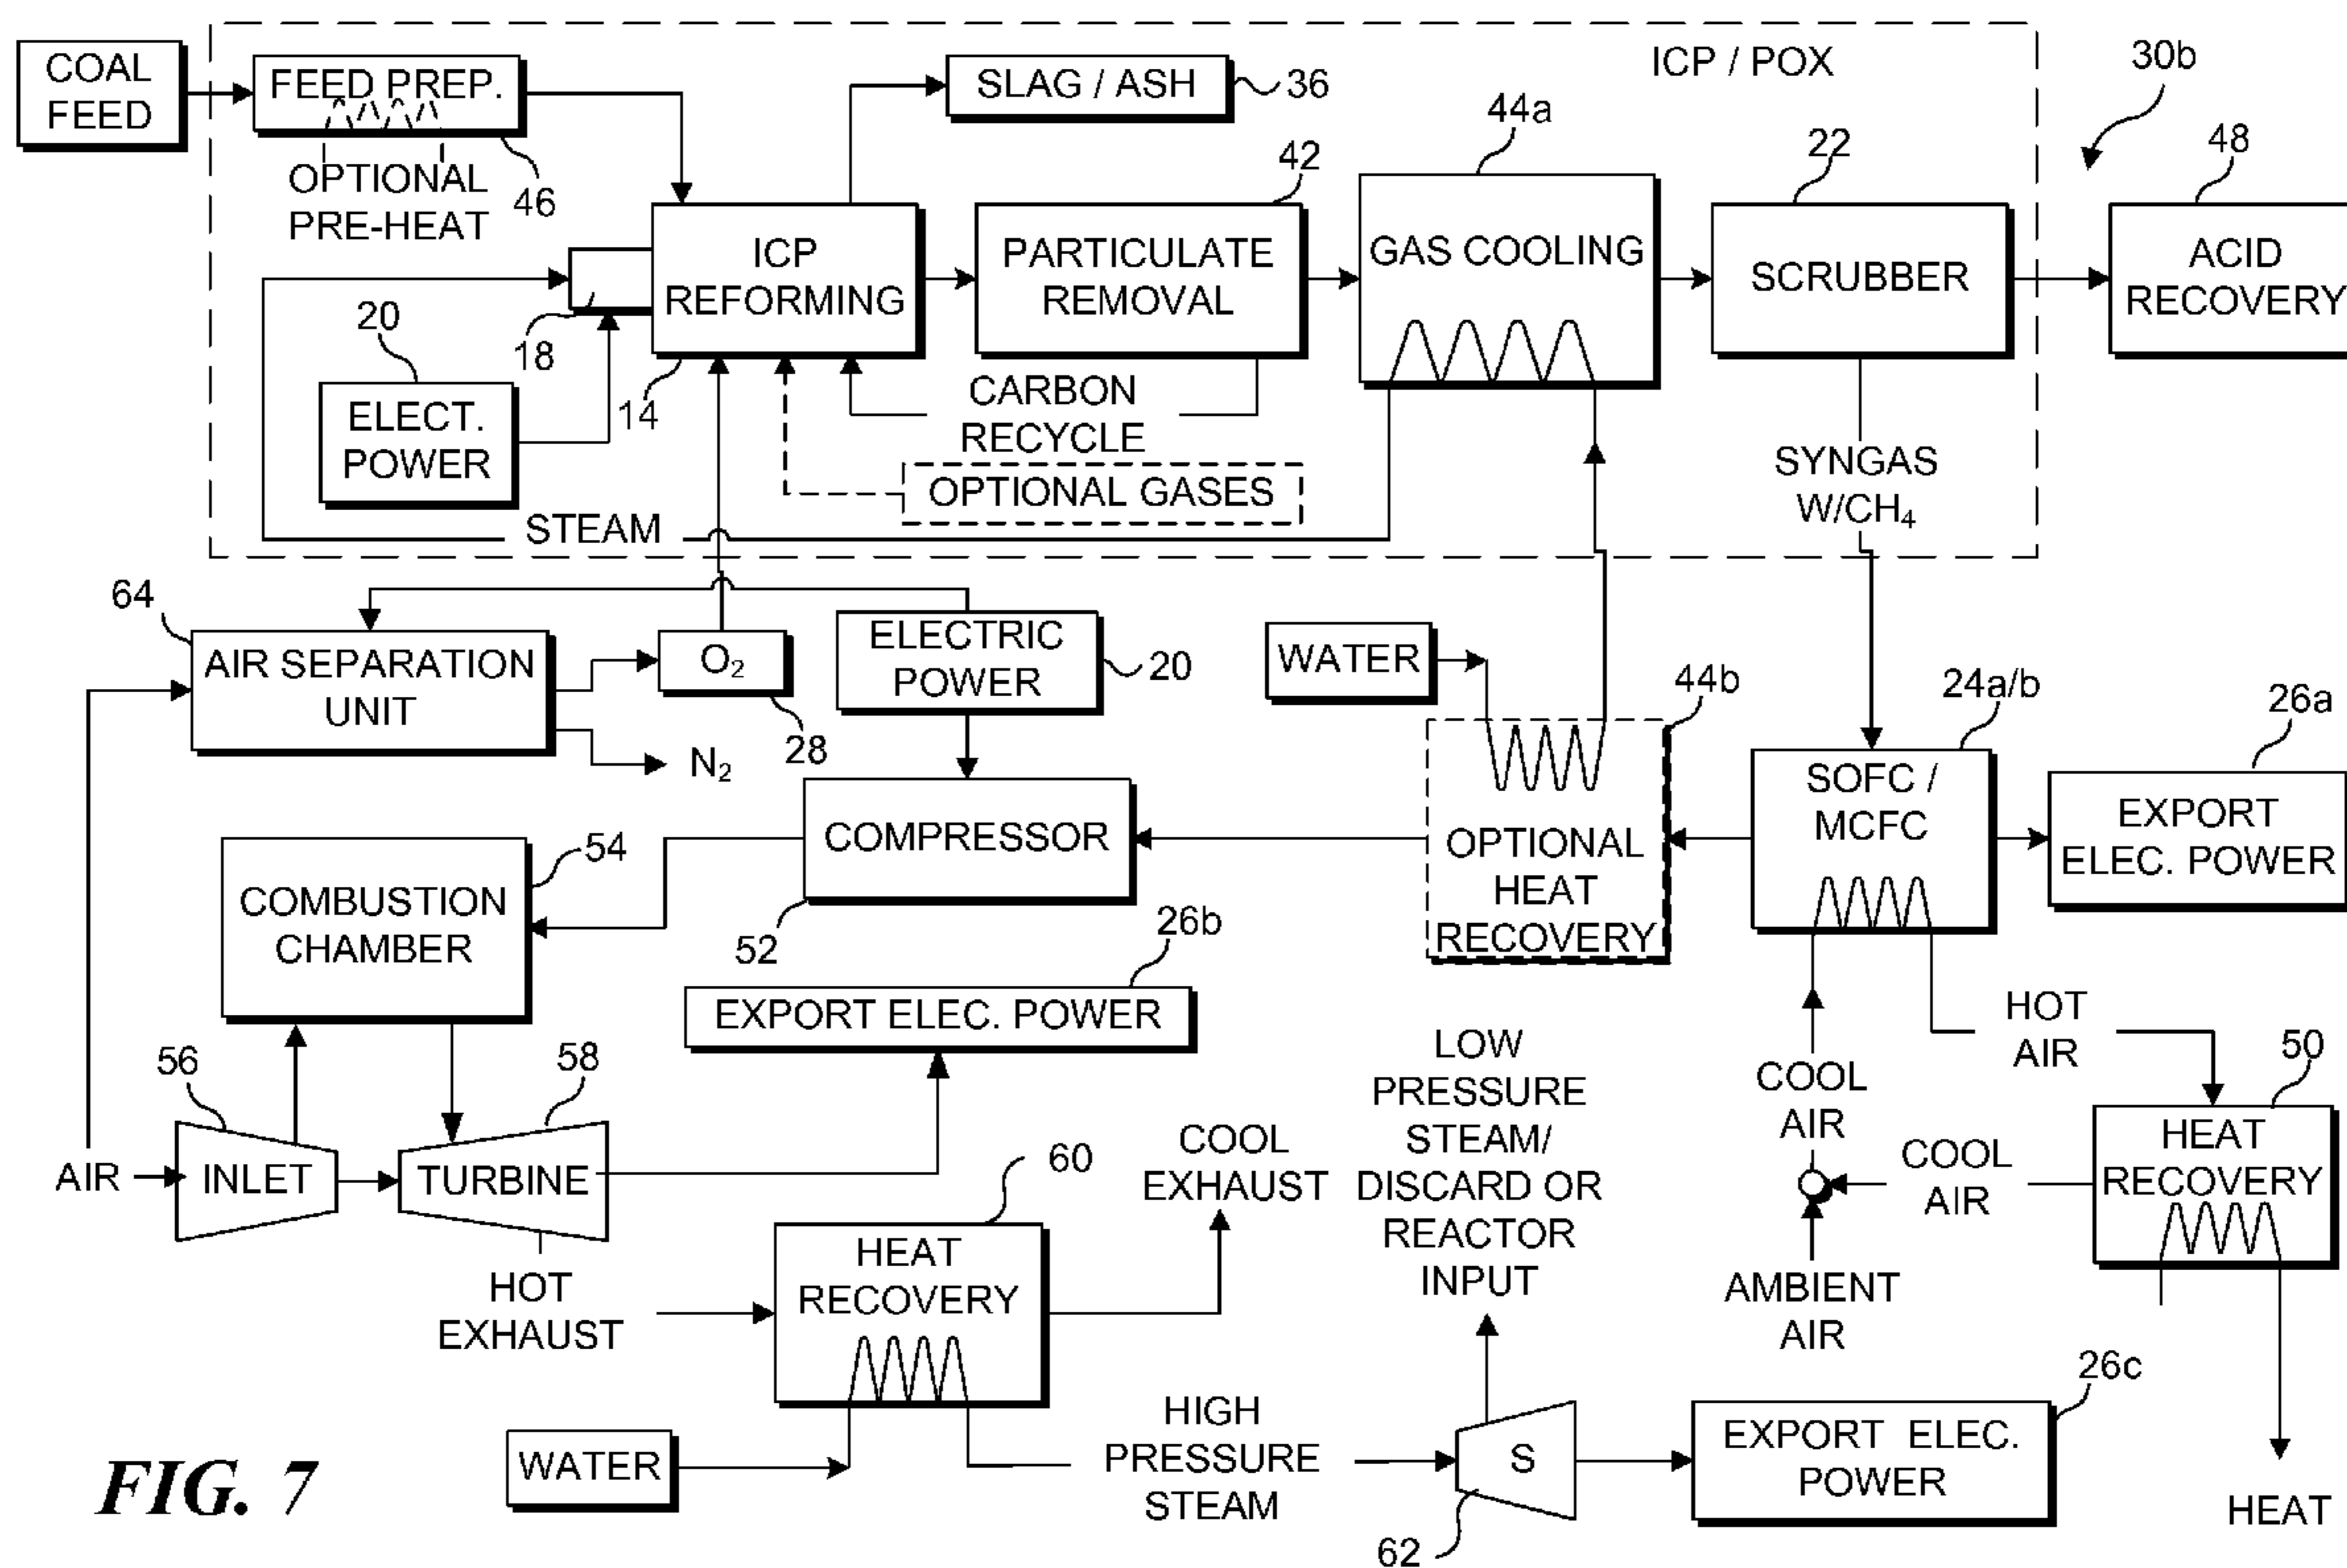 COAL
FEED
FEED PREP.
OPTIONAL
PRE-HEAT
46
SLAG / ASH
36
ICP / POX
30b
44a
42
22
48
ICP
REFORMING
PARTICULATE
REMOVAL
GAS COOLING
SCRUBBER
ACID
RECOVERY
18
20
14
ELECT.
POWER
CARBON
RECYCLE
OPTIONAL GASES
STEAM
SYNGAS
W/CH4
64
AIR SEPARATION
UNIT
O2
28
N2
ELECTRIC
POWER
20
WATER
44b
24a/b
26a
SOFC /
MCFC
EXPORT
ELEC. POWER
OPTIONAL
HEAT
RECOVERY
COMPRESSOR
52
54
COMBUSTION
CHAMBER
26b
EXPORT ELEC. POWER
56
58
AIR
INLET
TURBINE
HOT
EXHAUST
60
HEAT
RECOVERY
COOL
EXHAUST
LOW
PRESSURE
STEAM/
DISCARD OR
REACTOR
INPUT
COOL
AIR
HOT
AIR
50
HEAT
RECOVERY
COOL
AIR
AMBIENT
AIR
WATER
HIGH
PRESSURE
STEAM
S
62
26c
EXPORT ELEC.
POWER
HEAT
FIG. 7